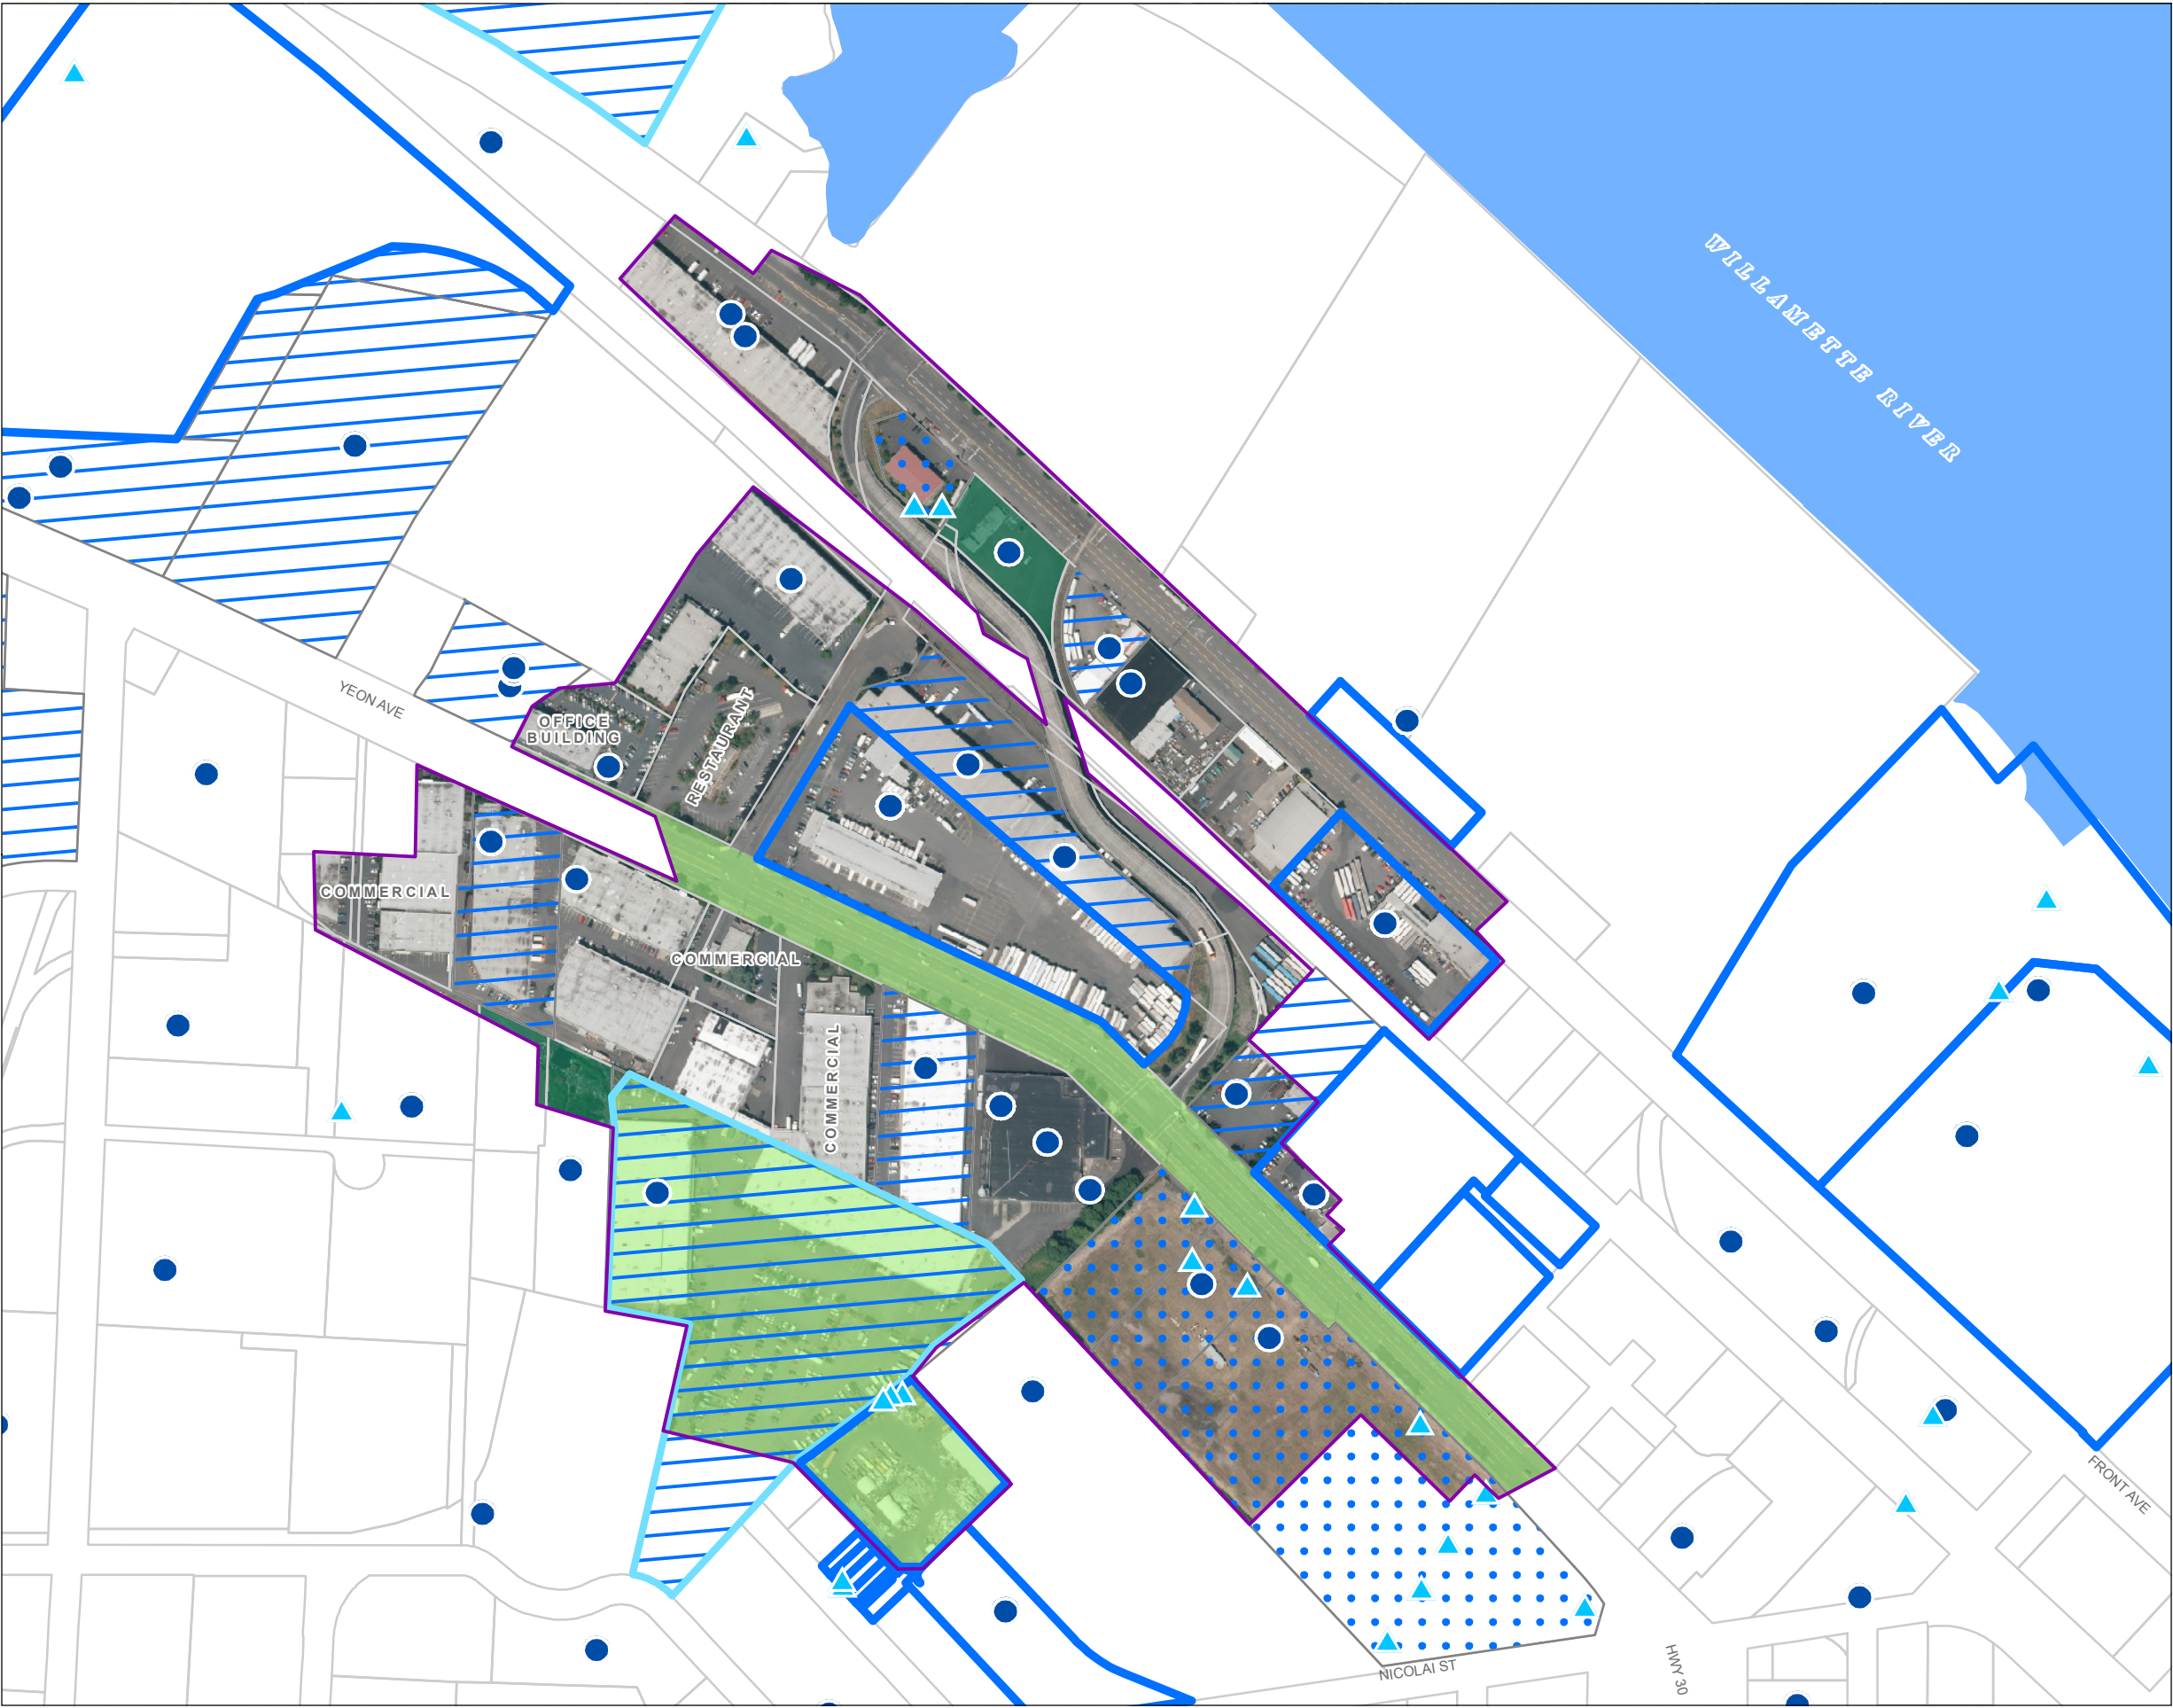 WILLAMETTE RIVER
YEON AVE
OFFICE
BUILDING
RESTAURANT
COMMERCIAL
COMMERCIAL
COMMERCIAL
FRONT AVE
HWY 30
NICOLAI ST